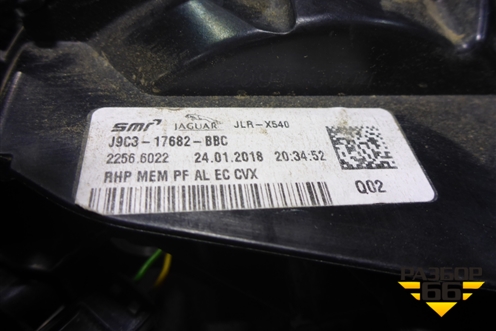 smr JAGUAR JLR-X540
J9C3-17682-BBC
2256.6022 24.01.2018 20:34:52
RHP MEM PF AL EC CVX
Q02
РАЗБОР
66